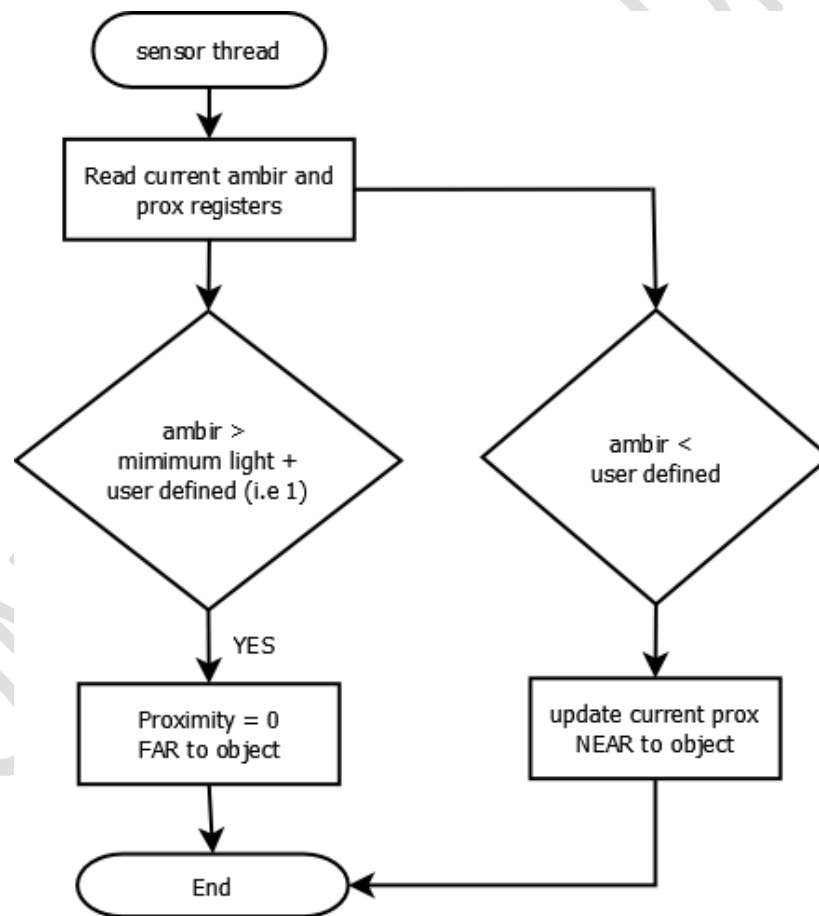 sensor thread
Read current ambir and
prox registers
ambir >
mimimum light +
user defined (i.e 1)
ambir <
user defined
YES
Proximity = 0
FAR to object
update current prox
NEAR to object
End